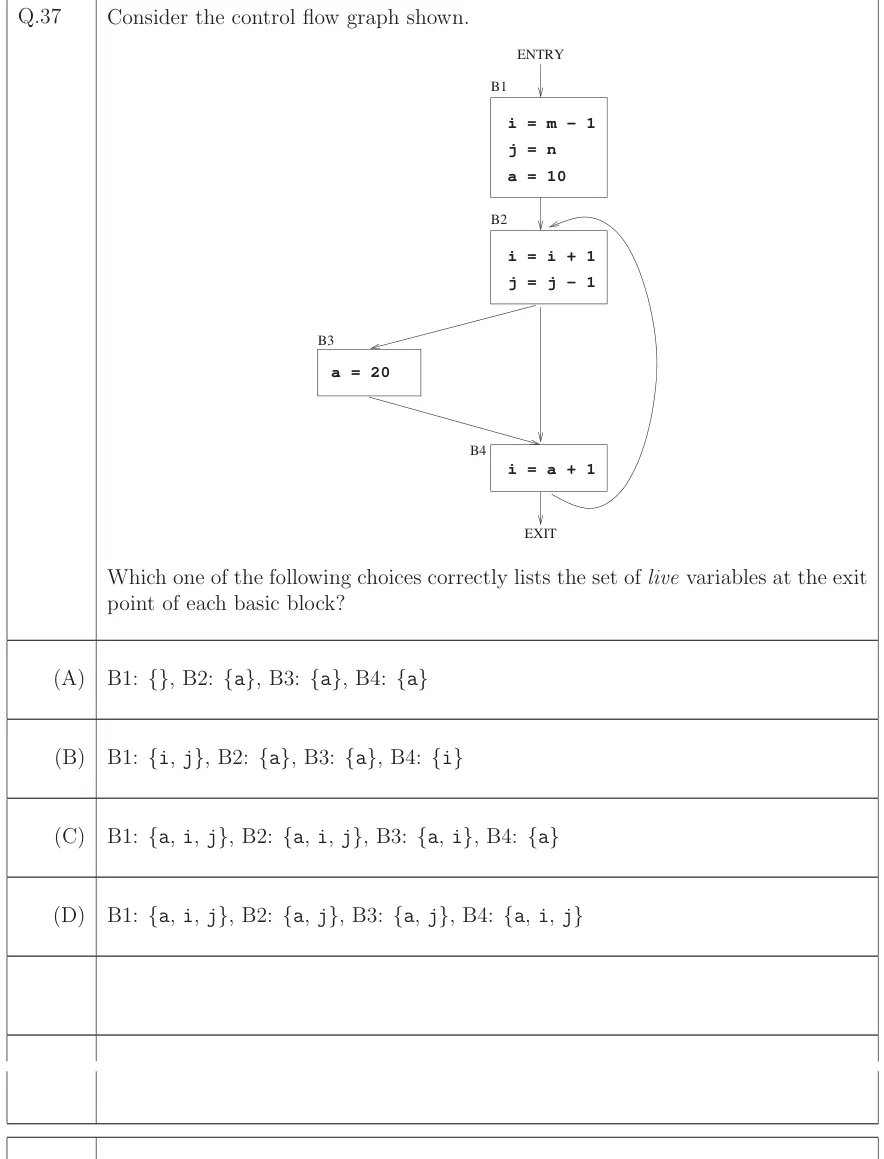 Q.37 Consider the control flow graph shown.
ENTRY
B1
i = m - 1
j = n
a = 10
B2
i = i + 1
j = j - 1
B3
a = 20
B4
i = a + 1
EXIT
Which one of the following choices correctly lists the set of live variables at the exit
point of each basic block?
(A) B1: {}, B2: {a}, B3: {a}, B4: {a}
(B) B1: {i, j}, B2: {a}, B3: {a}, B4: {i}
(C) B1: {a, i, j}, B2: {a, i, j}, B3: {a, i}, B4: {a}
(D) B1: {a, i, j}, B2: {a, j}, B3: {a, j}, B4: {a, i, j}